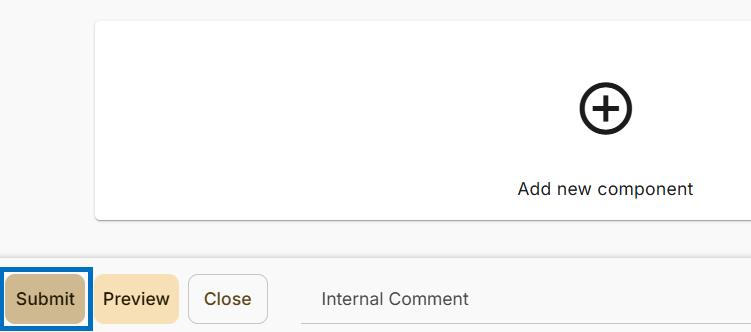 Add new component
Submit Preview Close Internal Comment